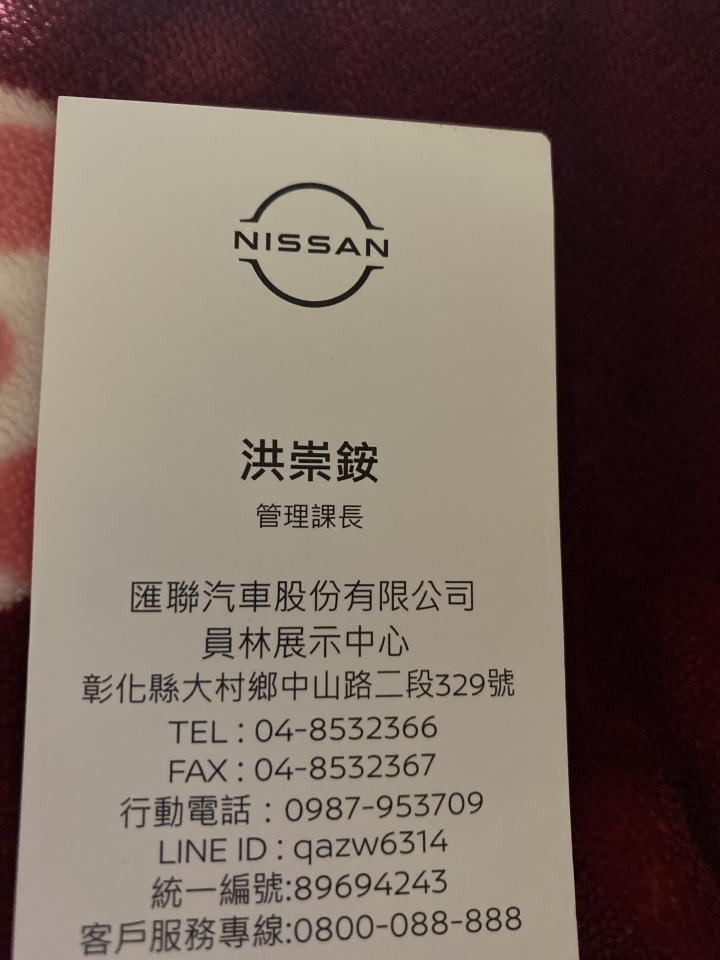 NISSAN
洪崇銨
管理課長
匯聯汽車股份有限公司
員林展示中心
彰化縣大村鄉中山路二段329號
TEL : 04-8532366
FAX : 04-8532367
行動電話 : 0987-953709
LINE ID : qazw6314
統一編號:89694243
客戶服務專線:0800-088-888